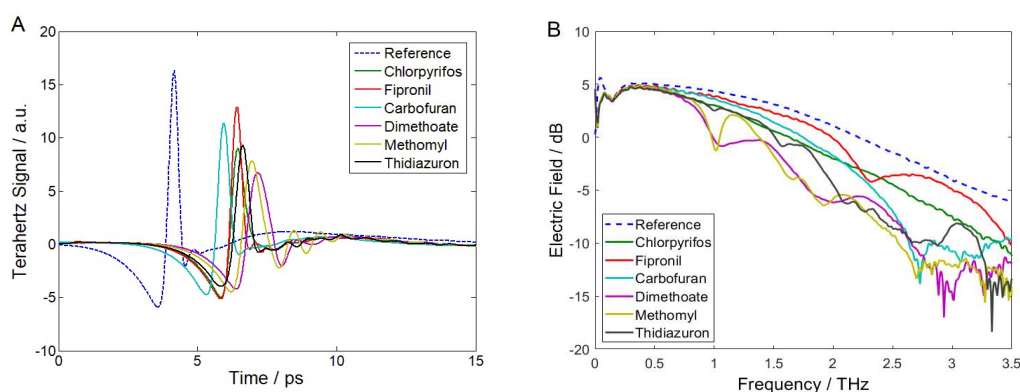 A
20
15
10
5
0
-5
-10
0
5
10
15
Terahertz Signal / a.u.
Time / ps
Reference
Chlorpyrifos
Fipronil
Carbofuran
Dimethoate
Methomyl
Thidiazuron
B
10
5
0
-5
-10
-15
-20
0
0.5
1
1.5
2
2.5
3
3.5
Electric Field / dB
Frequency / THz
Reference
Chlorpyrifos
Fipronil
Carbofuran
Dimethoate
Methomyl
Thidiazuron